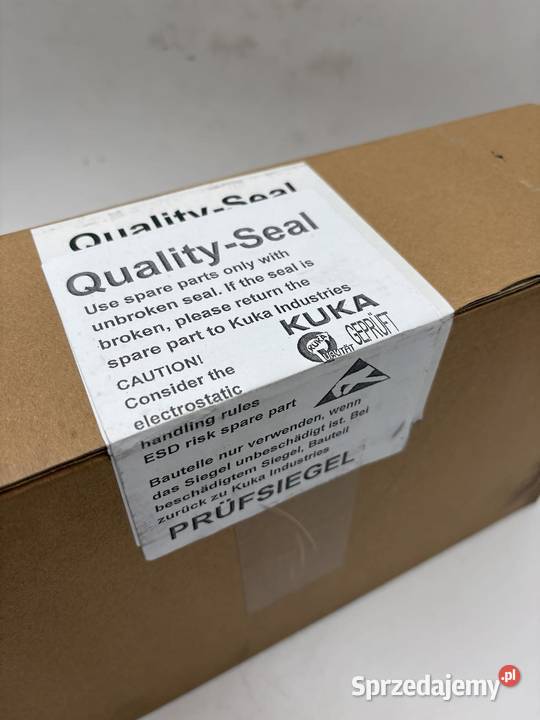 Quality-Seal
Quality-Seal
Use spare parts only with
unbroken seal. If the seal is
broken, please return the
spare part to Kuka Industries
KUKA
KUKA
QUALITÄT
GEPRÜFT
CAUTION!
Consider the
electrostatic
handling rules
ESD risk spare part
Bauteile nur verwenden, wenn
das Siegel unbeschädigt ist. Bei
beschädigtem Siegel, Bauteil
zurück zu Kuka Industries
PRÜFSIEGEL
Sprzedajemy.pl